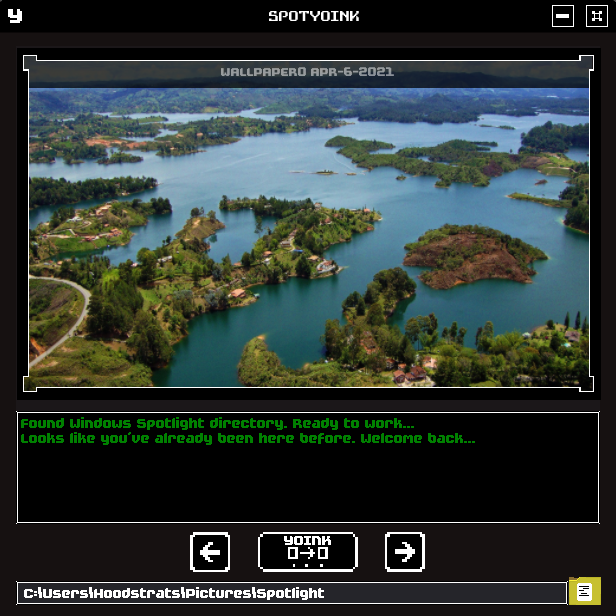 y
SPOTYOINK
WALLPAPER0 APR-6-2021
Found Windows Spotlight directory. Ready to work...
Looks like you've already been here before. Welcome back...
YOINK
...
C:\Users\Hoodstrats\Pictures\Spotlight